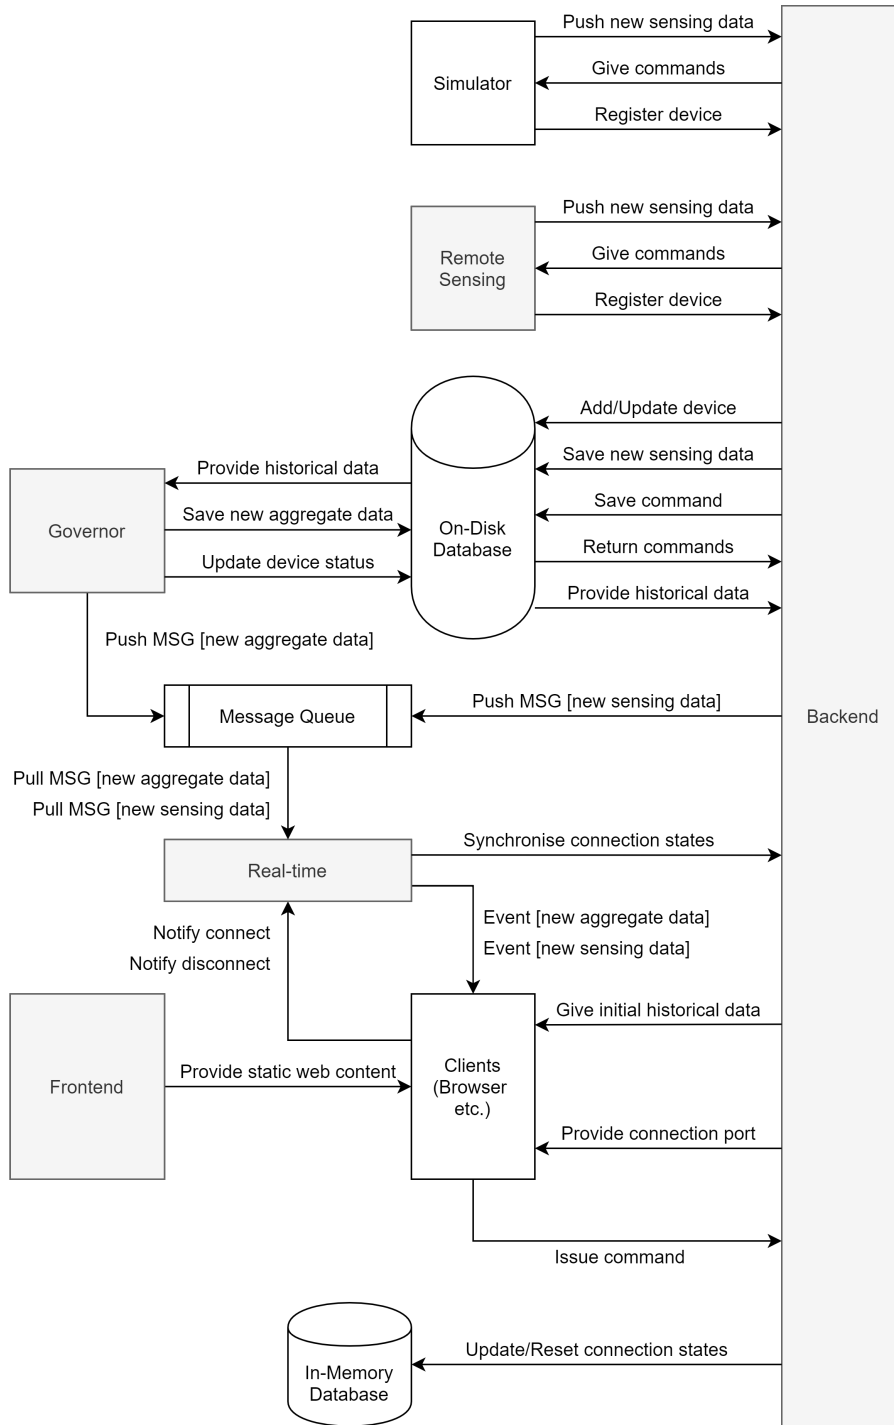 Push new sensing data
Give commands
Simulator
Register device
Push new sensing data
Give commands
Remote
Sensing
Register device
Add/Update device
Save new sensing data
Provide historical data
Save command
Save new aggregate data
On-Disk
Database
Governor
Return commands
Update device status
Provide historical data
Push MSG [new aggregate data]
Push MSG [new sensing data]
Message Queue
Backend
Pull MSG [new aggregate data]
Pull MSG [new sensing data]
Synchronise connection states
Real-time
Event [new aggregate data]
Event [new sensing data]
Notify connect
Notify disconnect
Give initial historical data
Clients
(Browser
etc.)
Provide static web content
Frontend
Provide connection port
Issue command
Update/Reset connection states
In-Memory
Database